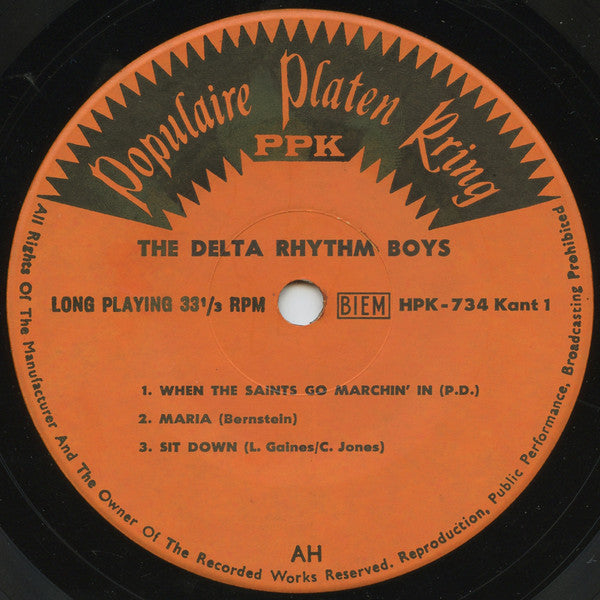 Populaire Platen Kring
PPK
THE DELTA RHYTHM BOYS
LONG PLAYING 33 1/3 RPM BIEM HPK-734 Kant 1
1. WHEN THE SAINTS GO MARCHIN' IN (P.D.)
2. MARIA (Bernstein)
3. SIT DOWN (L. Gaines/C. Jones)
AH
All Rights Of The Manufacturer And The Owner Of The Recorded Works Reserved. Reproduction, Public Performance, Broadcasting Prohibited